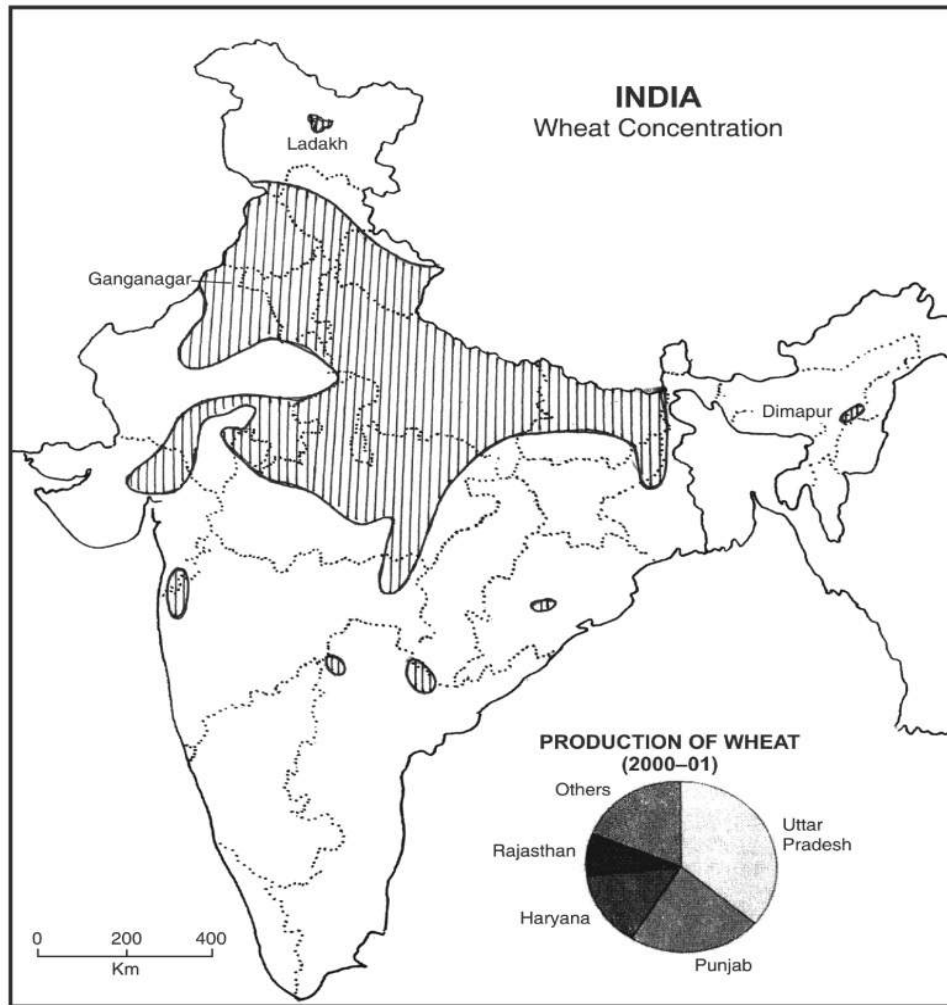 INDIA
Wheat Concentration
Ladakh
Ganganagar
Dimapur
PRODUCTION OF WHEAT
(2000–01)
Others
Uttar
Pradesh
Rajasthan
Haryana
Punjab
0 200 400
Km